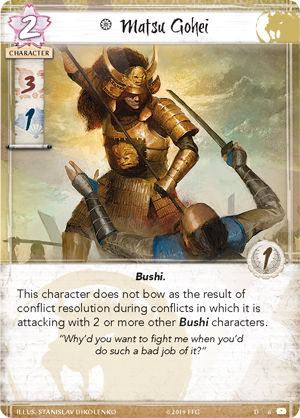 2
Matsu Gohei
CHARACTER
3
1
1
Bushi.
This character does not bow as the result of
conflict resolution during conflicts in which it is
attacking with 2 or more other Bushi characters.
"Why'd you want to fight me when you'd
do such a bad job of it?"
ILLUS. STANISLAV DIKOLENKO
©2019 FFG
D
6